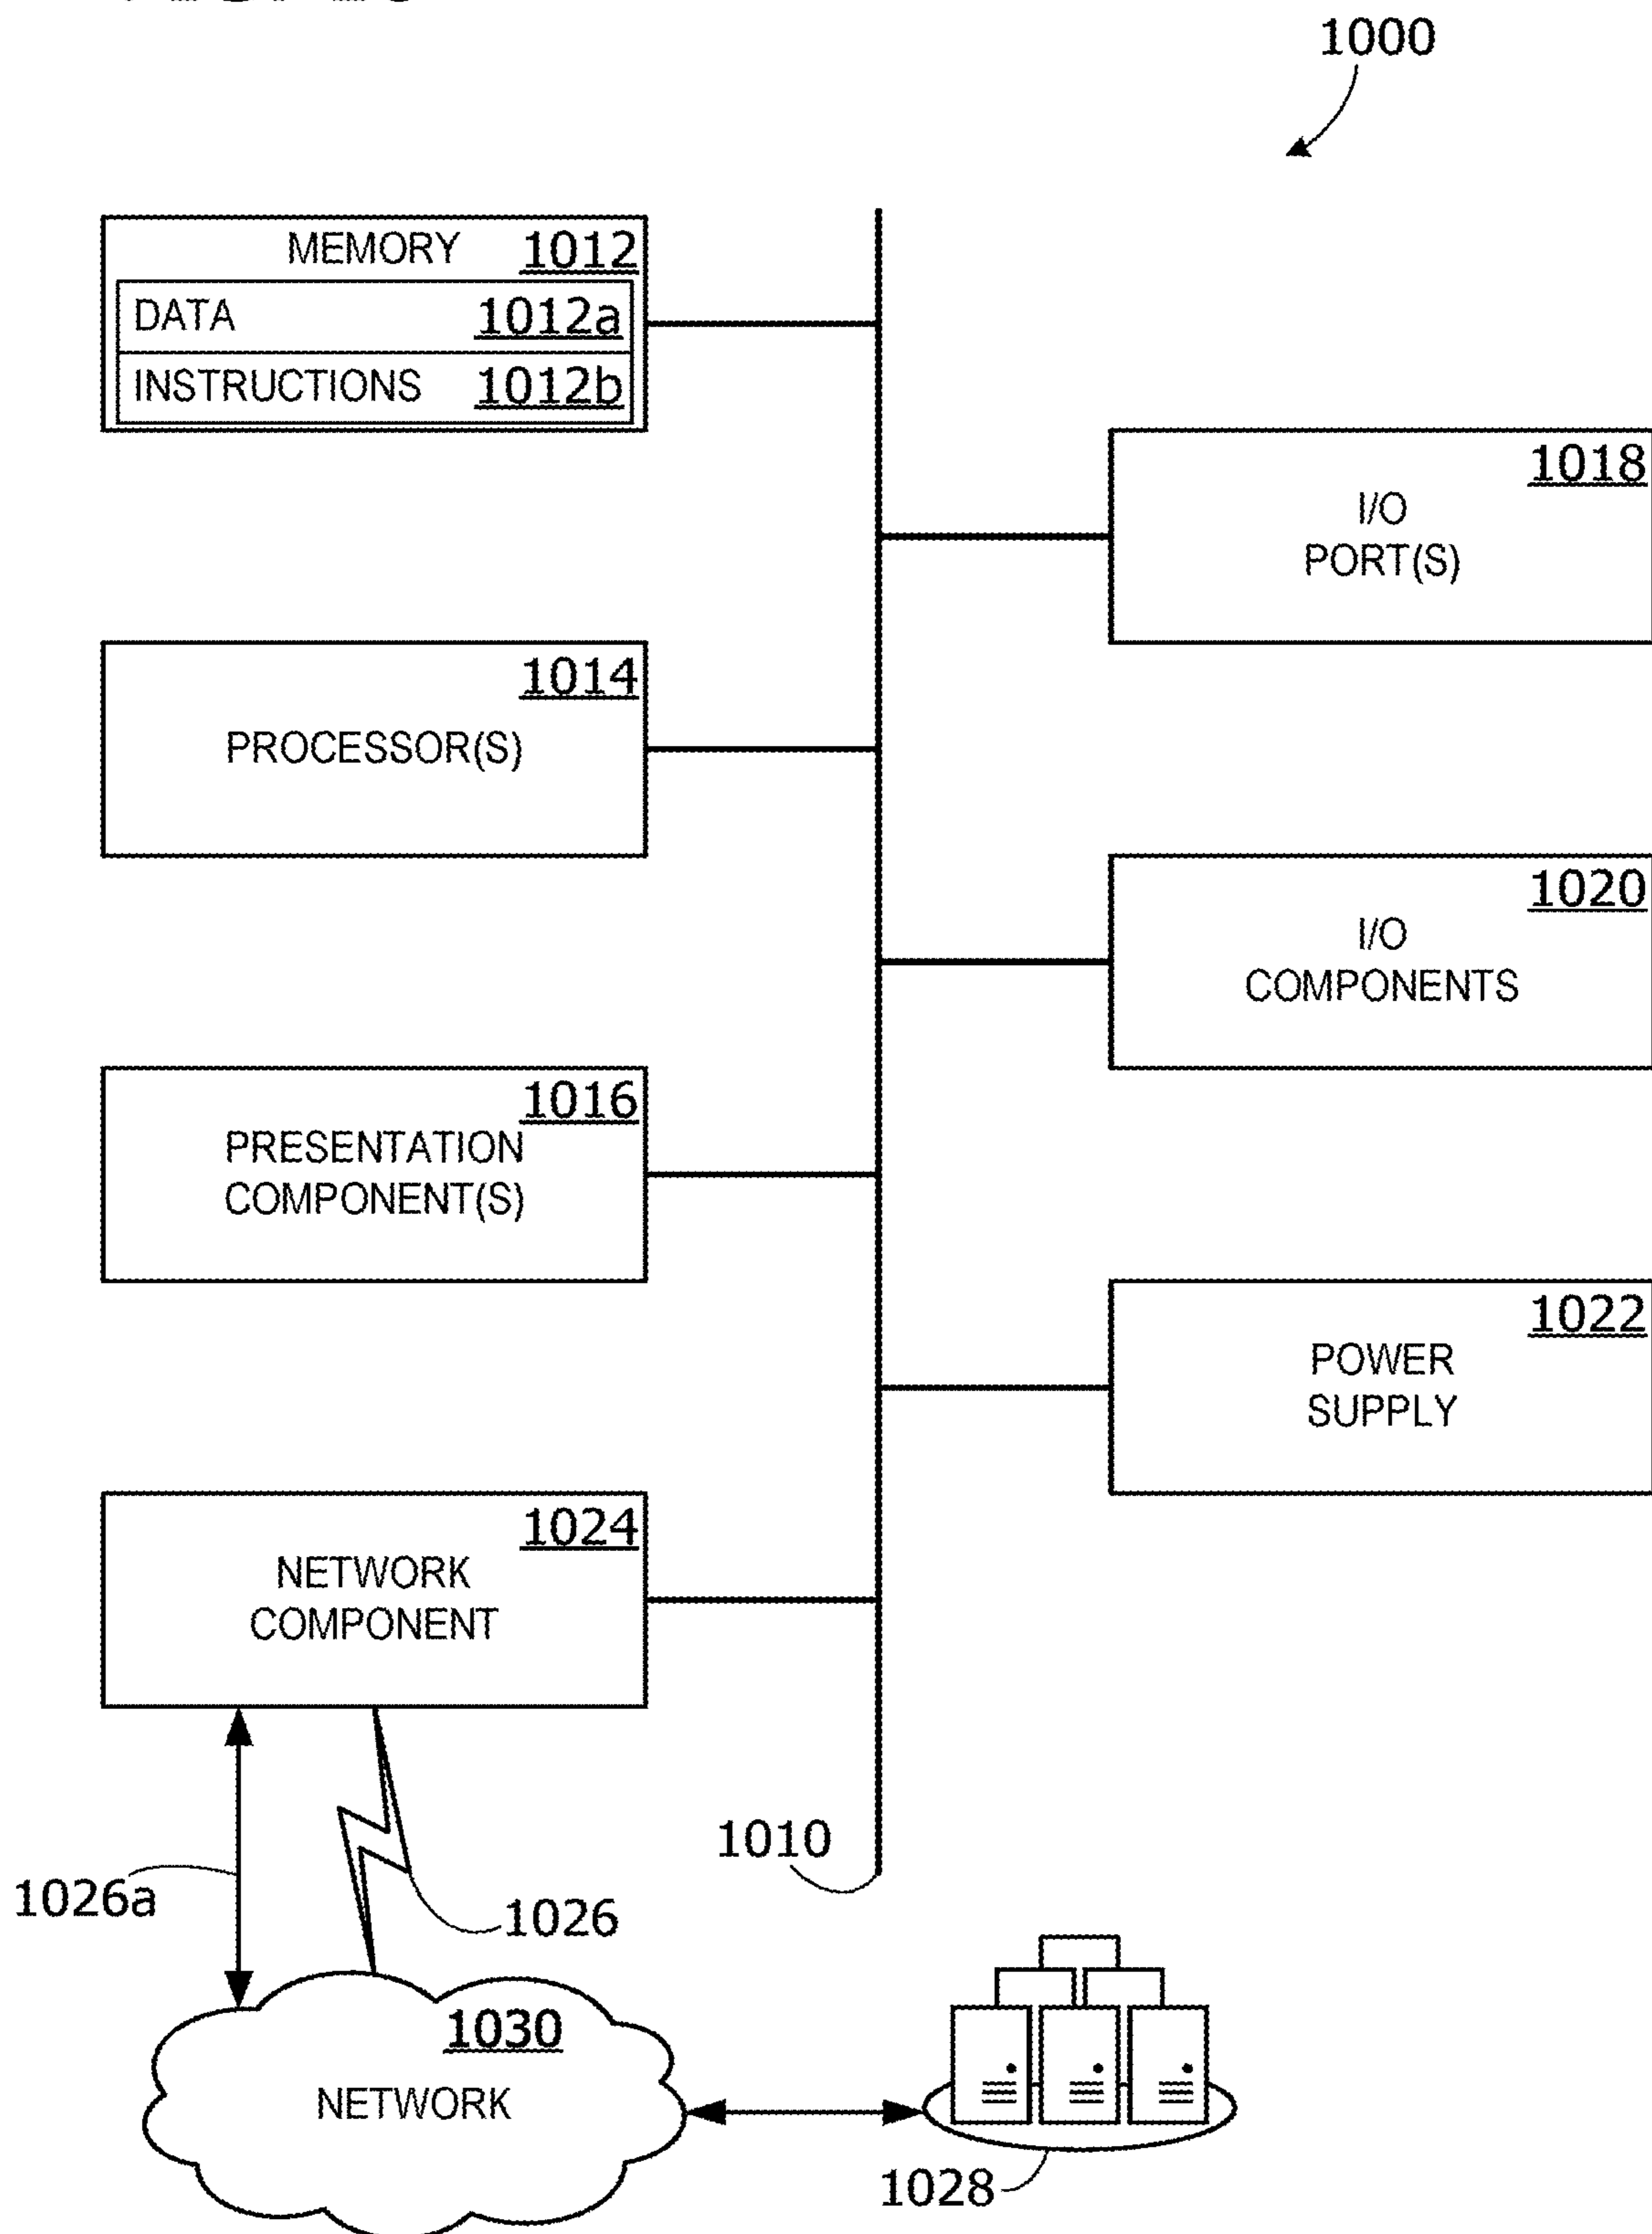 1000
MEMORY 1012
DATA 1012a
INSTRUCTIONS 1012b
1018
I/O
PORT(S)
1014
PROCESSOR(S)
1020
I/O
COMPONENTS
1016
PRESENTATION
COMPONENT(S)
1022
POWER
SUPPLY
1024
NETWORK
COMPONENT
1010
1026a
1026
1030
NETWORK
1028